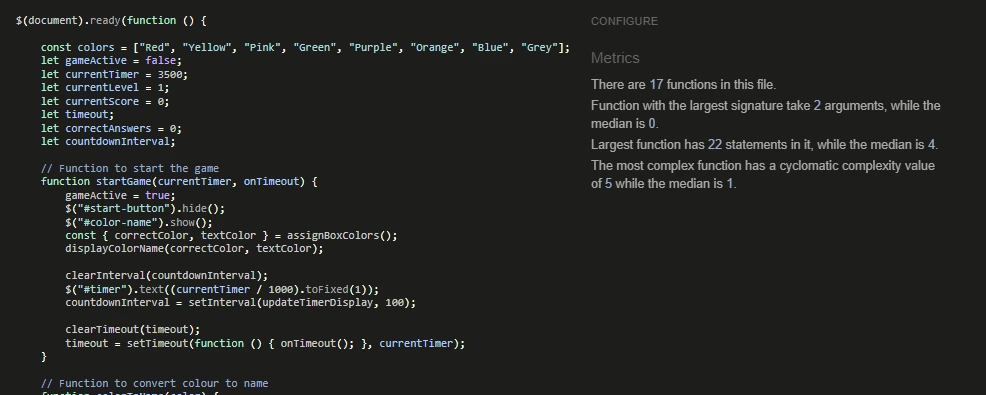 $(document).ready(function () {
const colors = ["Red", "Yellow", "Pink", "Green", "Purple", "Orange", "Blue", "Grey"];
let gameActive = false;
let currentTimer = 3500;
let currentLevel = 1;
let currentScore = 0;
let timeout;
let correctAnswers = 0;
let countdownInterval;
// Function to start the game
function startGame(currentTimer, onTimeout) {
gameActive = true;
$("#start-button").hide();
$("#color-name").show();
const { correctColor, textColor } = assignBoxColors();
displayColorName(correctColor, textColor);
clearInterval(countdownInterval);
$("#timer").text((currentTimer / 1000).toFixed(1));
countdownInterval = setInterval(updateTimerDisplay, 100);
clearTimeout(timeout);
timeout = setTimeout(function () { onTimeout(); }, currentTimer);
}
// Function to convert colour to name
function colorToName(color) {
CONFIGURE
Metrics
There are 17 functions in this file.
Function with the largest signature take 2 arguments, while the
median is 0.
Largest function has 22 statements in it, while the median is 4.
The most complex function has a cyclomatic complexity value
of 5 while the median is 1.